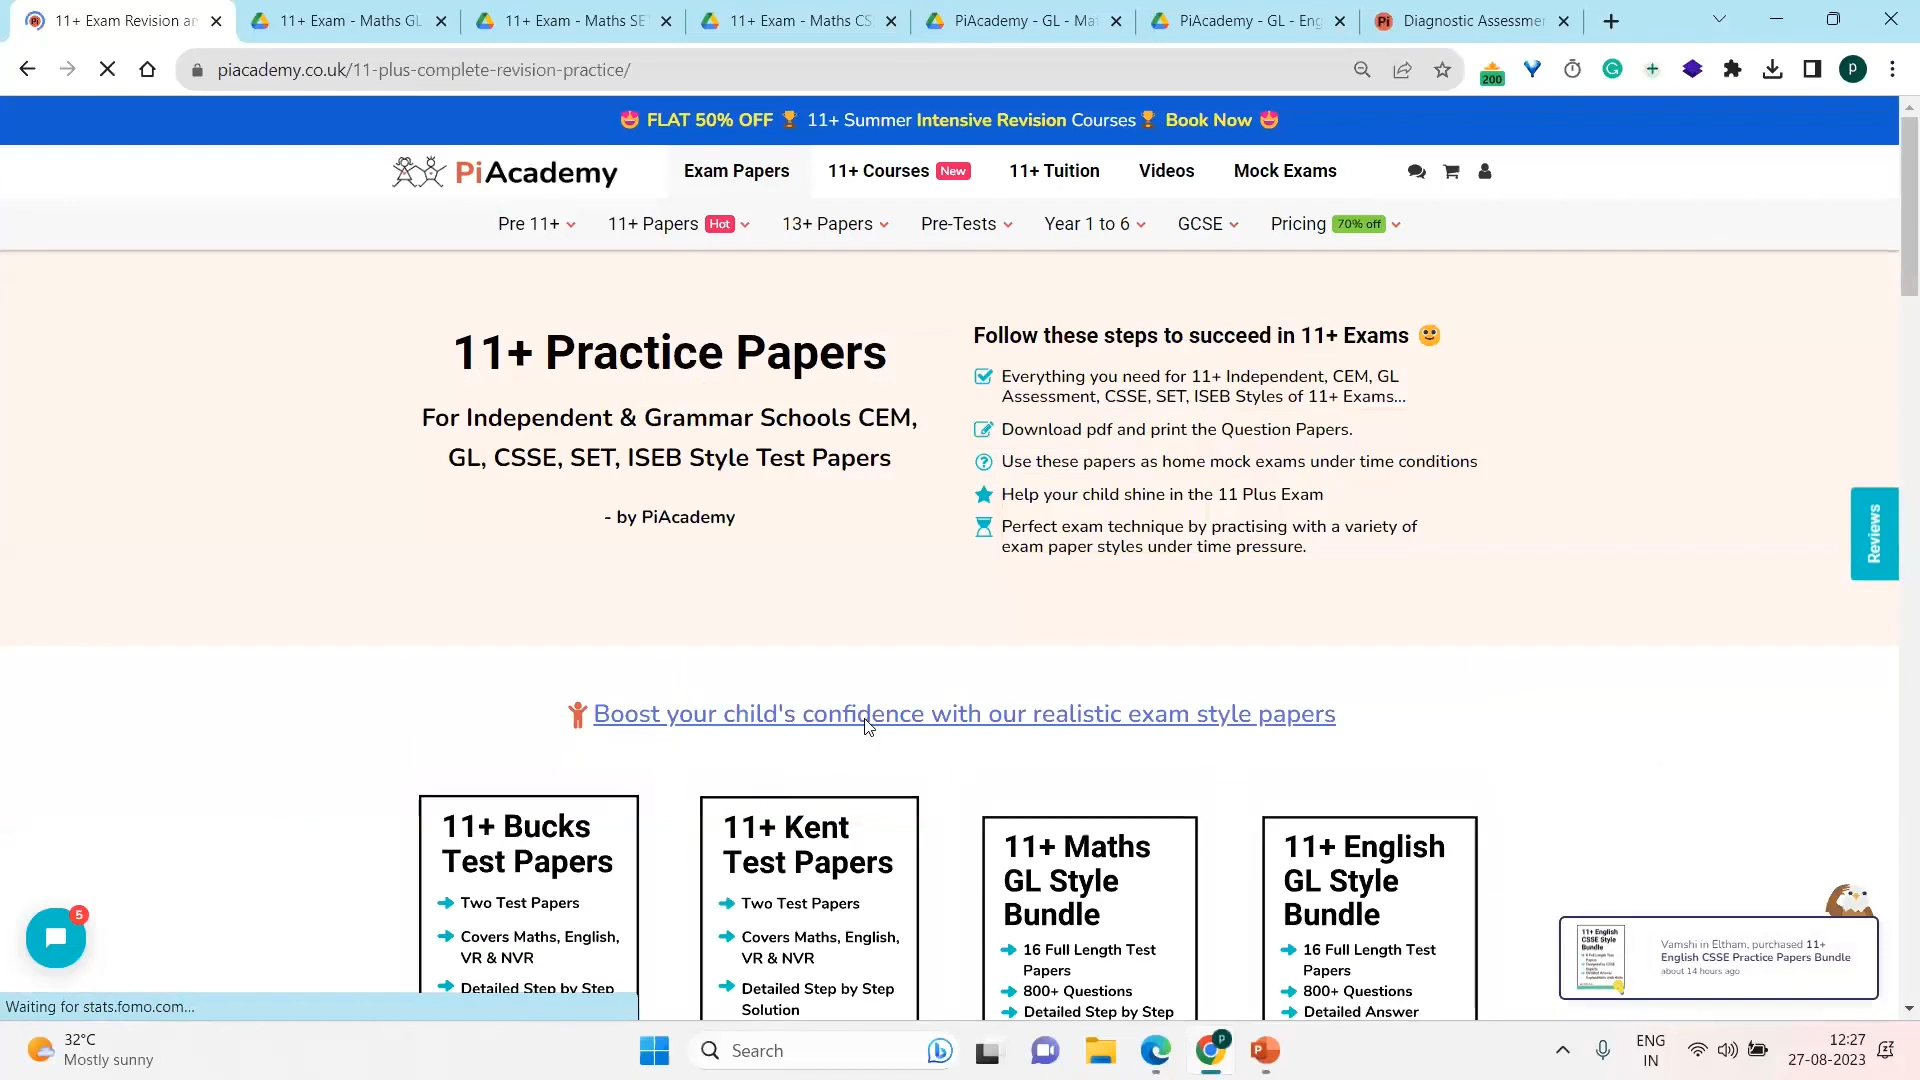 11+ Exam Revision an
11+ Exam - Maths GL
11+ Exam - Maths SE
11+ Exam - Maths CS
PiAcademy - GL - Ma
PiAcademy - GL - Eng
Pi Diagnostic Assessmen
piacademy.co.uk/11-plus-complete-revision-practice/
200
P
FLAT 50% OFF 11+ Summer Intensive Revision Courses Book Now
PiAcademy
Exam Papers
11+ Courses New
11+ Tuition
Videos
Mock Exams
Pre 11+
11+ Papers Hot
13+ Papers
Pre-Tests
Year 1 to 6
GCSE
Pricing 70% off
11+ Practice Papers
For Independent & Grammar Schools CEM,
GL, CSSE, SET, ISEB Style Test Papers
- by PiAcademy
Follow these steps to succeed in 11+ Exams
Everything you need for 11+ Independent, CEM, GL
Assessment, CSSE, SET, ISEB Styles of 11+ Exams...
Download pdf and print the Question Papers.
Use these papers as home mock exams under time conditions
Help your child shine in the 11 Plus Exam
Perfect exam technique by practising with a variety of
exam paper styles under time pressure.
Reviews
Boost your child's confidence with our realistic exam style papers
11+ Bucks
Test Papers
Two Test Papers
Covers Maths, English,
VR & NVR
Detailed Step by Step
11+ Kent
Test Papers
Two Test Papers
Covers Maths, English,
VR & NVR
Detailed Step by Step
Solution
11+ Maths
GL Style
Bundle
16 Full Length Test
Papers
800+ Questions
Detailed Step by Step
11+ English
GL Style
Bundle
16 Full Length Test
Papers
800+ Questions
Detailed Answer
5
11+ English
CSSE Style
Bundle
Vamshi in Eltham, purchased 11+
English CSSE Practice Papers Bundle
about 14 hours ago
Waiting for stats.fomo.com...
32°C
Mostly sunny
Search
P
ENG
IN
12:27
27-08-2023